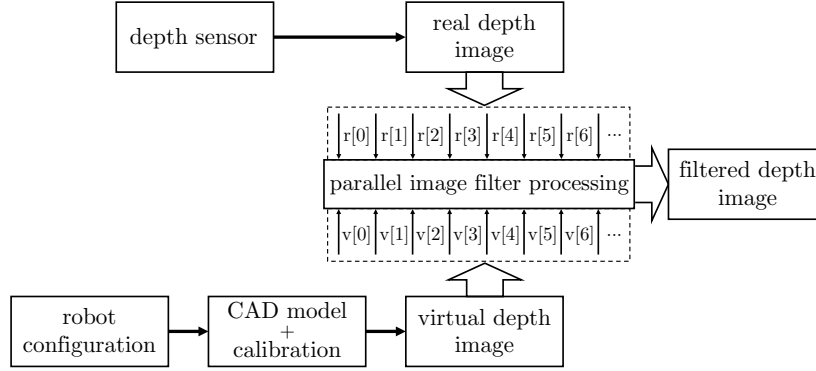 depth sensor
real depth
image
r[0] r[1] r[2] r[3] r[4] r[5] r[6] ...
parallel image filter processing
filtered depth
image
v[0] v[1] v[2] v[3] v[4] v[5] v[6] ...
robot
configuration
CAD model
+
calibration
virtual depth
image